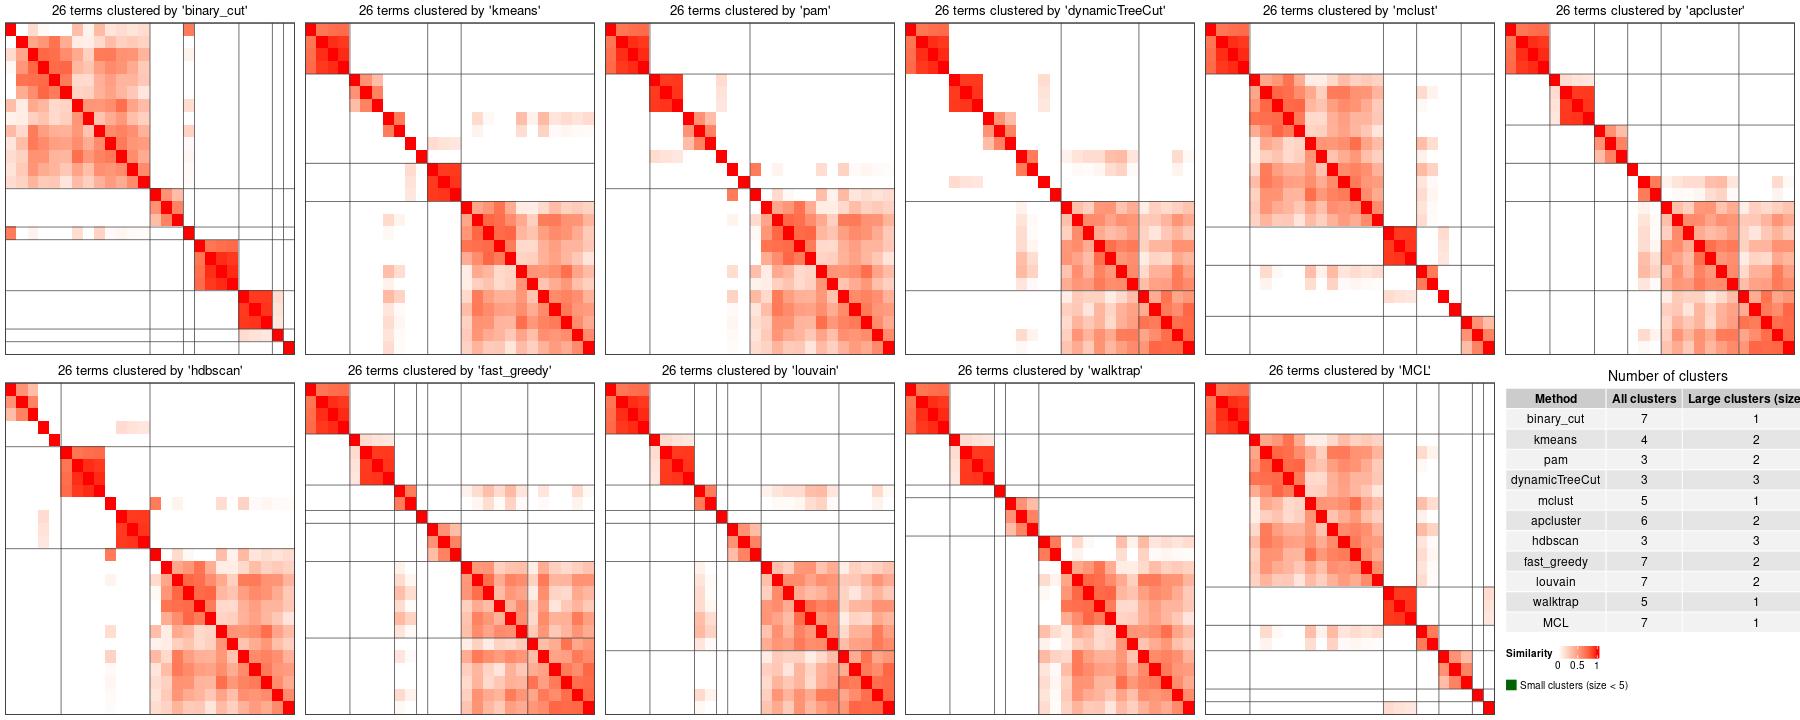 26 terms clustered by 'binary_cut'
26 terms clustered by 'kmeans'
26 terms clustered by 'pam'
26 terms clustered by 'dynamicTreeCut'
26 terms clustered by 'mclust'
26 terms clustered by 'apcluster'
26 terms clustered by 'hdbscan'
26 terms clustered by 'fast_greedy'
26 terms clustered by 'louvain'
26 terms clustered by 'walktrap'
26 terms clustered by 'MCL'
Number of clusters
Method All clusters Large clusters (size
binary_cut 7 1
kmeans 4 2
pam 3 2
dynamicTreeCut 3 3
mclust 5 1
apcluster 6 2
hdbscan 3 3
fast_greedy 7 2
louvain 7 2
walktrap 5 1
MCL 7 1
Similarity
0 0.5 1
Small clusters (size < 5)